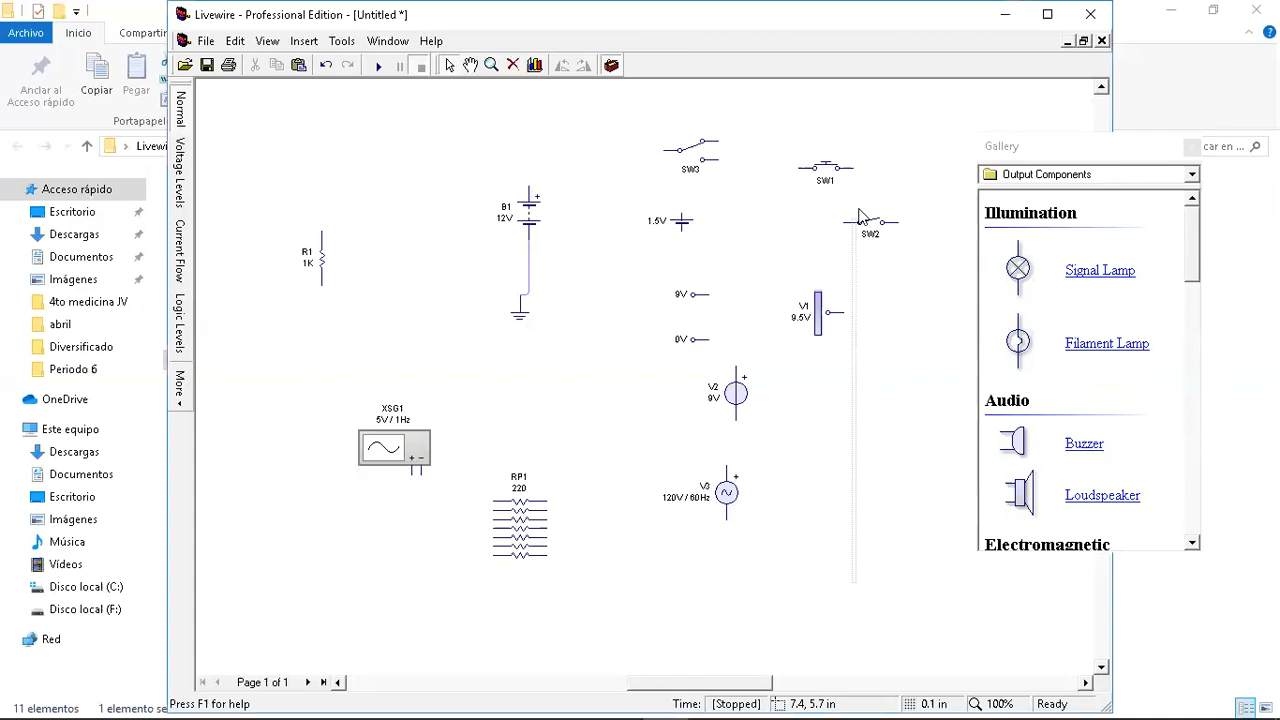 Livewire - Professional Edition - [Untitled *]
Archivo
Inicio
Compartir
File Edit View Insert Tools Window Help
Anclar al
Acceso rápido
Copiar
Pegar
Portapapel
Livewi
car en ...
Acceso rápido
Escritorio
Descargas
Documentos
Imágenes
4to medicina JV
abril
Diversificado
Periodo 6
OneDrive
Este equipo
Descargas
Documentos
Escritorio
Imágenes
Música
Vídeos
Disco local (C:)
Disco local (F:)
Red
11 elementos
1 elemento se
Normal
Voltage Levels
Current Flow
Logic Levels
More
R1
1K
B1
12V
SW3
SW1
1.5V
SW2
9V
V1
9.5V
0V
V2
9V
XSG1
5V / 1Hz
RP1
220
V3
120V / 60Hz
Gallery
Output Components
Illumination
Signal Lamp
Filament Lamp
Audio
Buzzer
Loudspeaker
Electromagnetic
Page 1 of 1
Press F1 for help
Time: [Stopped]
7.4, 5.7 in
0.1 in
100%
Ready